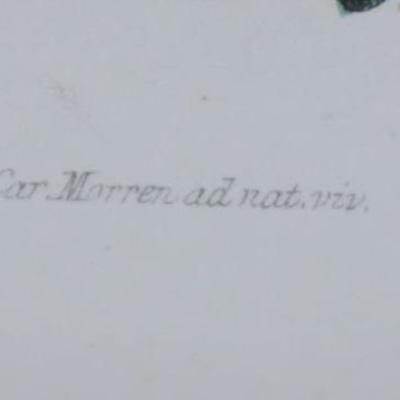 Car. Morren ad nat. viv.